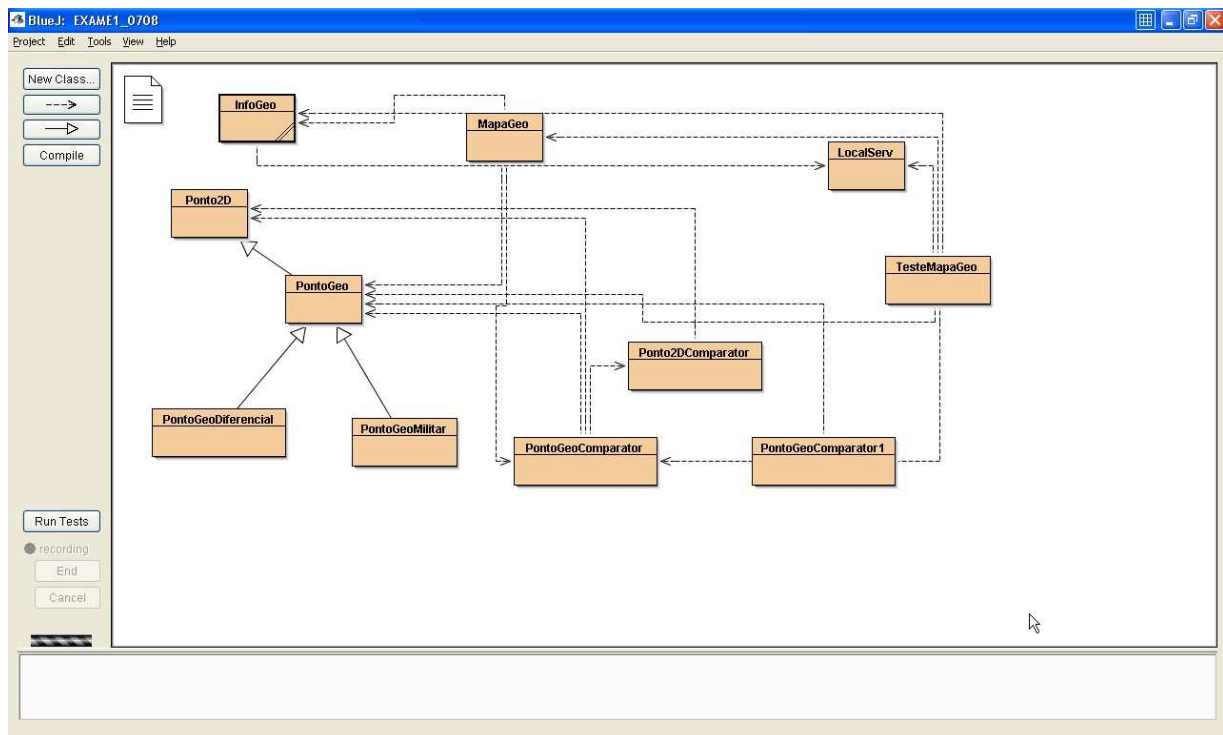 BlueJ: EXAME1_0708
Project Edit Tools View Help
New Class...
Compile
InfoGeo
MapaGeo
LocalServ
Ponto2D
PontoGeo
TesteMapaGeo
Ponto2DComparator
PontoGeoDiferencial
PontoGeoMilitar
PontoGeoComparator
PontoGeoComparator1
Run Tests
recording
End
Cancel